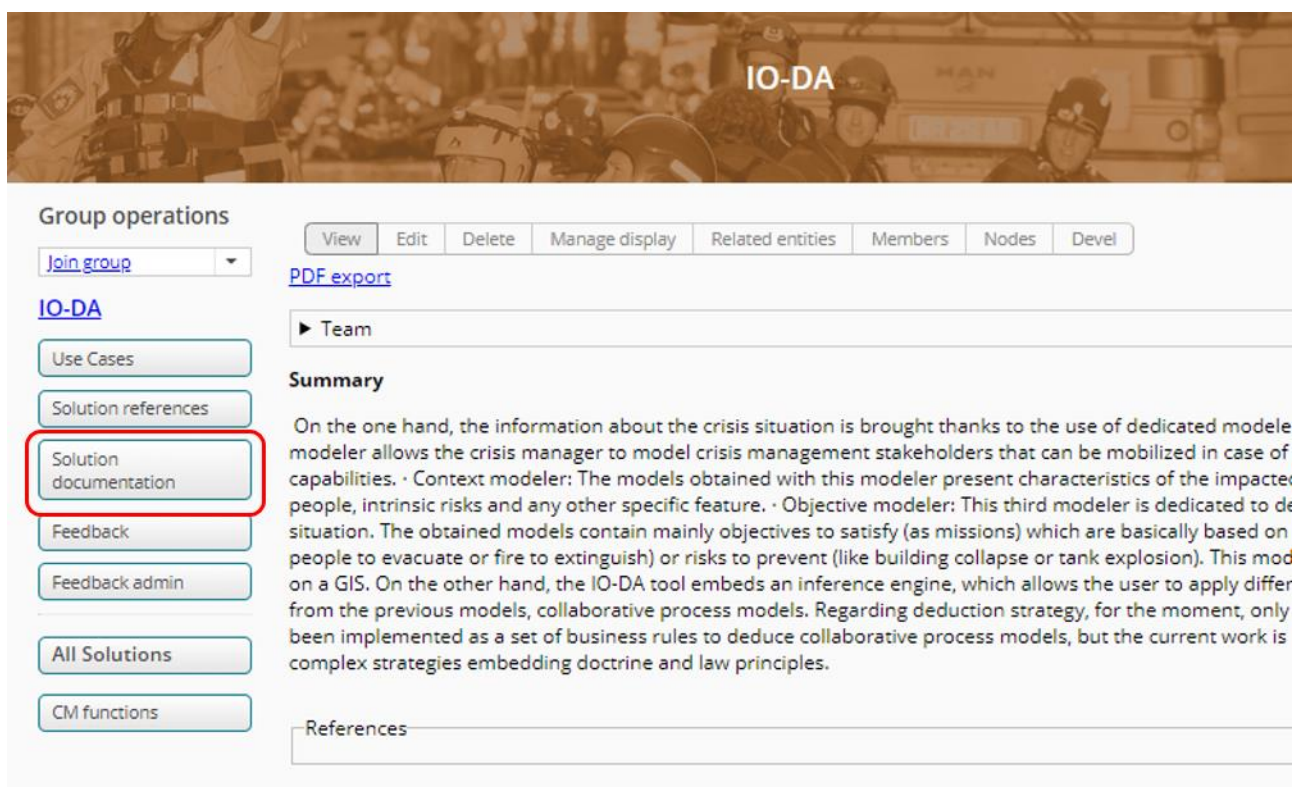 IO-DA
MAN
Group operations
Join group
IO-DA
Use Cases
Solution references
Solution
documentation
Feedback
Feedback admin
All Solutions
CM functions
View Edit Delete Manage display Related entities Members Nodes Devel
PDF export
Team
Summary
On the one hand, the information about the crisis situation is brought thanks to the use of dedicated modele
modeler allows the crisis manager to model crisis management stakeholders that can be mobilized in case of
capabilities. · Context modeler: The models obtained with this modeler present characteristics of the impacted
people, intrinsic risks and any other specific feature. · Objective modeler: This third modeler is dedicated to de
situation. The obtained models contain mainly objectives to satisfy (as missions) which are basically based on
people to evacuate or fire to extinguish) or risks to prevent (like building collapse or tank explosion). This mod
on a GIS. On the other hand, the IO-DA tool embeds an inference engine, which allows the user to apply differ
from the previous models, collaborative process models. Regarding deduction strategy, for the moment, only
been implemented as a set of business rules to deduce collaborative process models, but the current work is
complex strategies embedding doctrine and law principles.
References